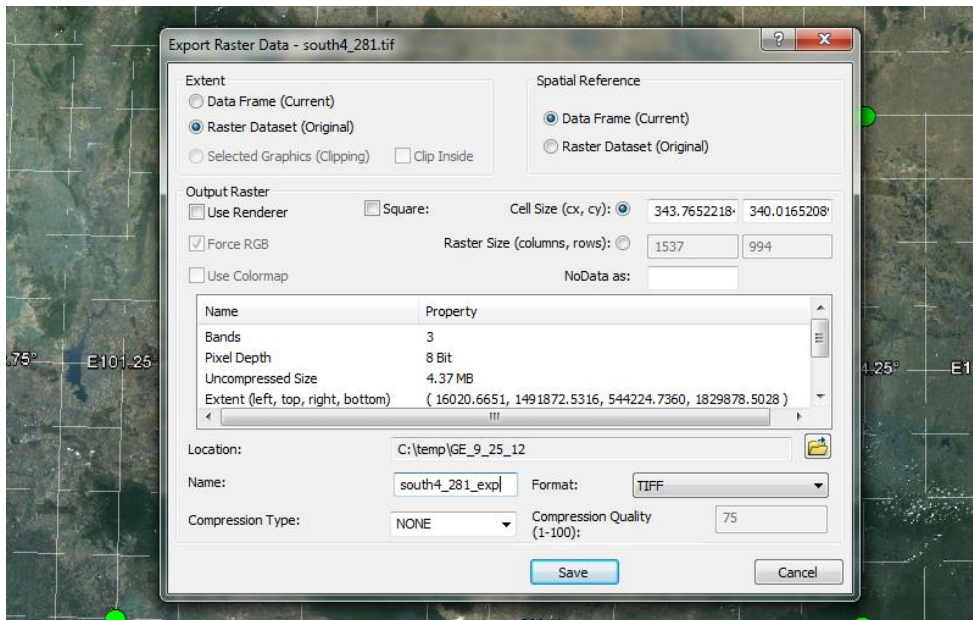 Export Raster Data - south4_281.tif
Extent
Spatial Reference
Data Frame (Current)
Raster Dataset (Original)
Selected Graphics (Clipping) Clip Inside
Data Frame (Current)
Raster Dataset (Original)
Output Raster
Use Renderer Square: Cell Size (cx, cy): 343.7652218 340.0165208
Force RGB Raster Size (columns, rows): 1537 994
Use Colormap NoData as:
Name Property
Bands 3
Pixel Depth 8 Bit
Uncompressed Size 4.37 MB
Extent (left, top, right, bottom) ( 16020.6651, 1491872.5316, 544224.7360, 1829878.5028 )
Location: C:\temp\GE_9_25_12
Name: south4_281_exp Format: TIFF
Compression Type: NONE Compression Quality (1-100): 75
Save Cancel
.75° E101.25
4.25° E1